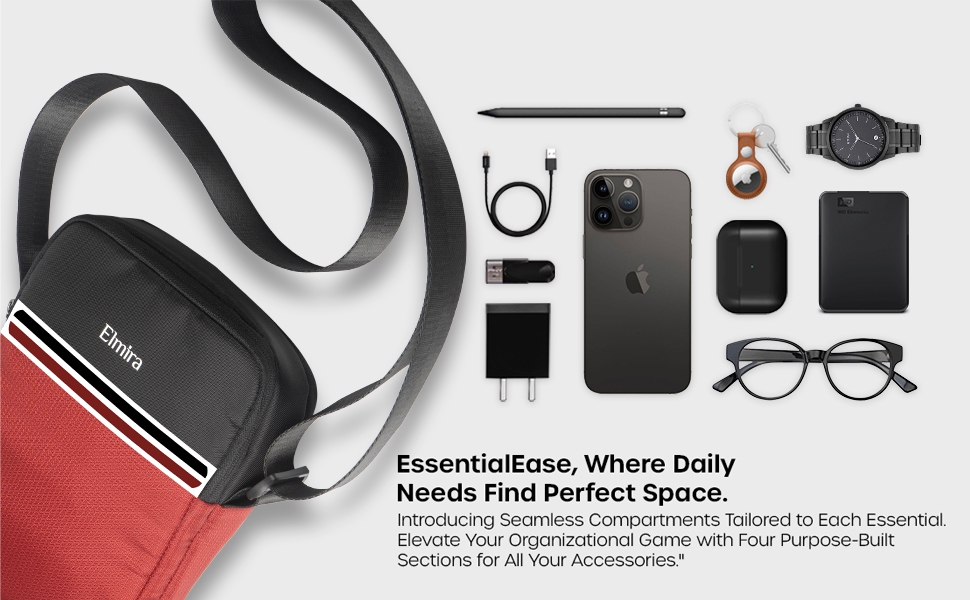 Elmira
EssentialEase, Where Daily
Needs Find Perfect Space.
Introducing Seamless Compartments Tailored to Each Essential.
Elevate Your Organizational Game with Four Purpose-Built
Sections for All Your Accessories."